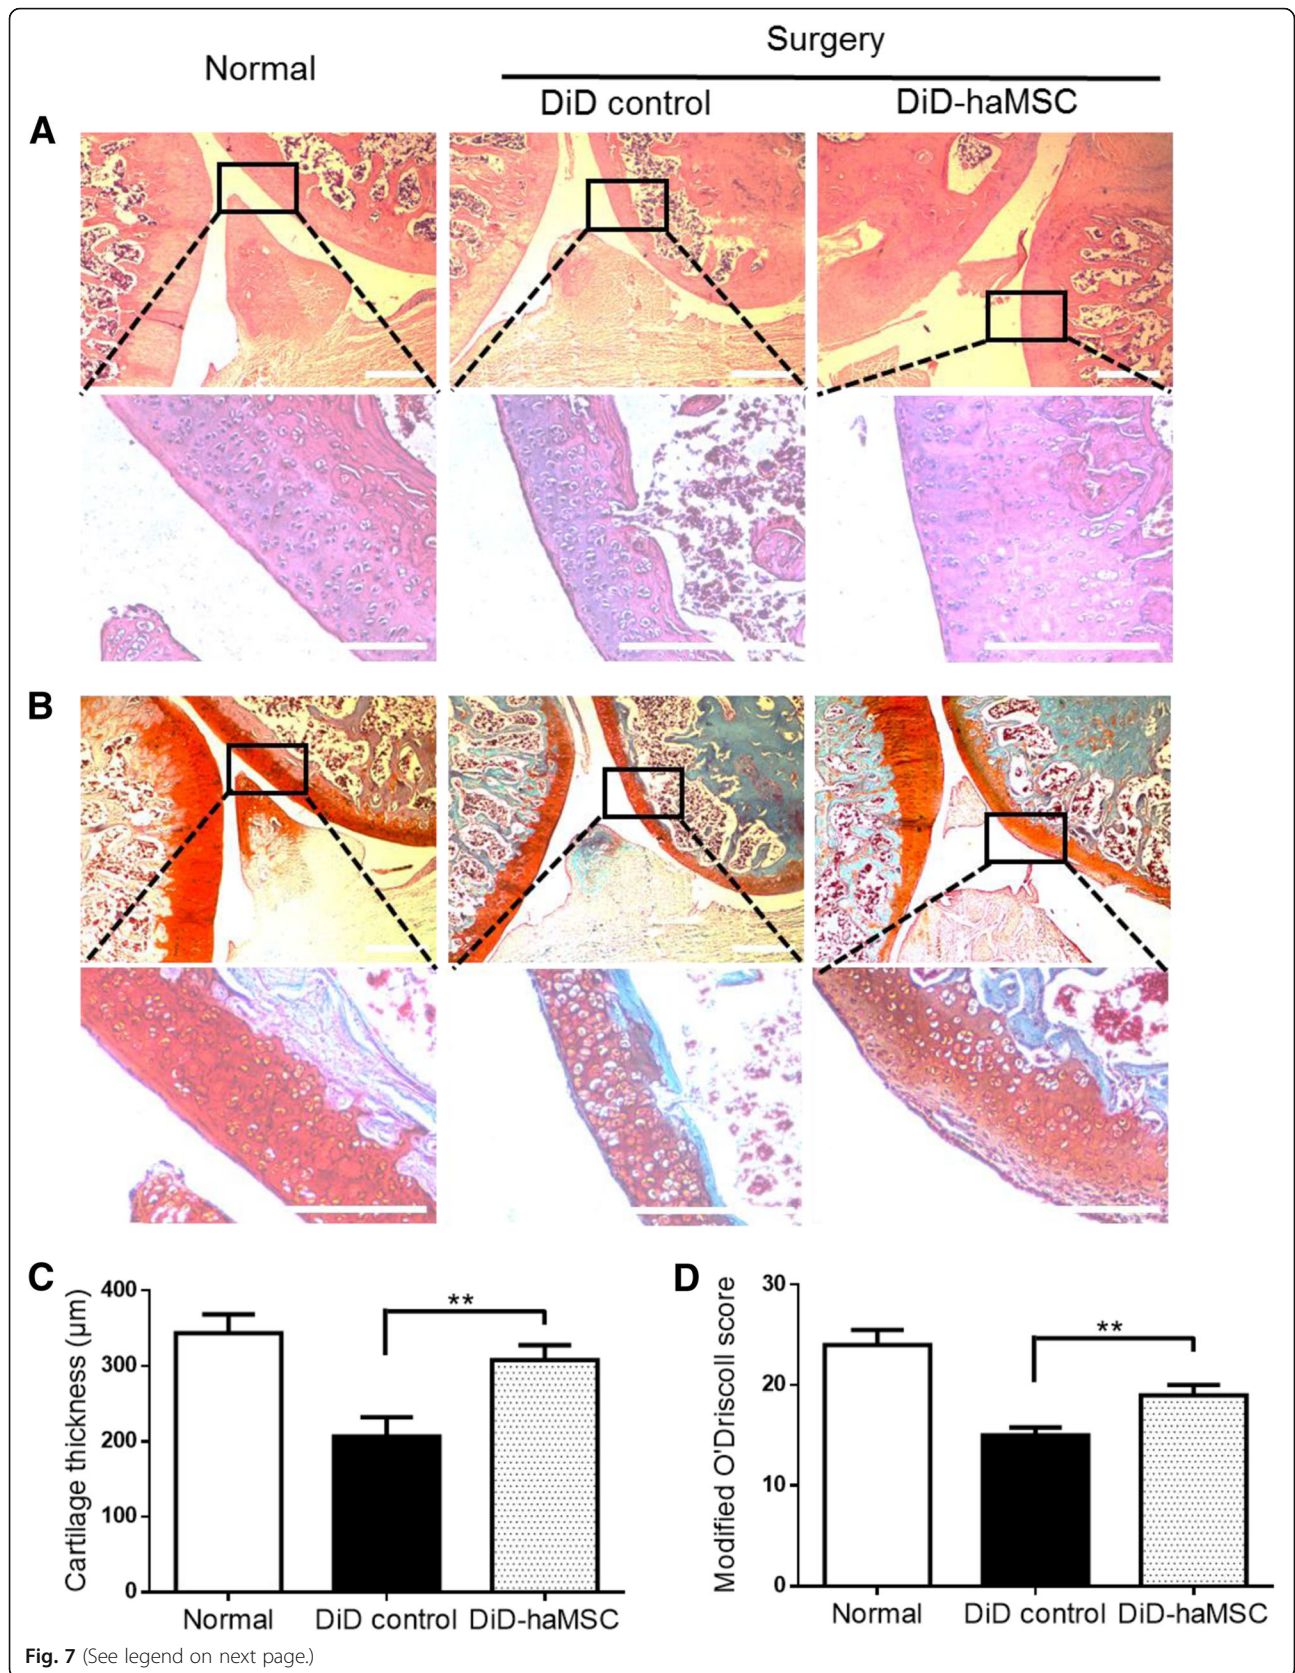 Surgery
Normal
DiD control
DiD-haMSC
A
B
C
Cartilage thickness (µm)
400
300
200
100
0
**
Normal
DiD control
DiD-haMSC
D
Modified O'Driscoll score
30
20
10
0
**
Normal
DiD control
DiD-haMSC
Fig. 7 (See legend on next page.)